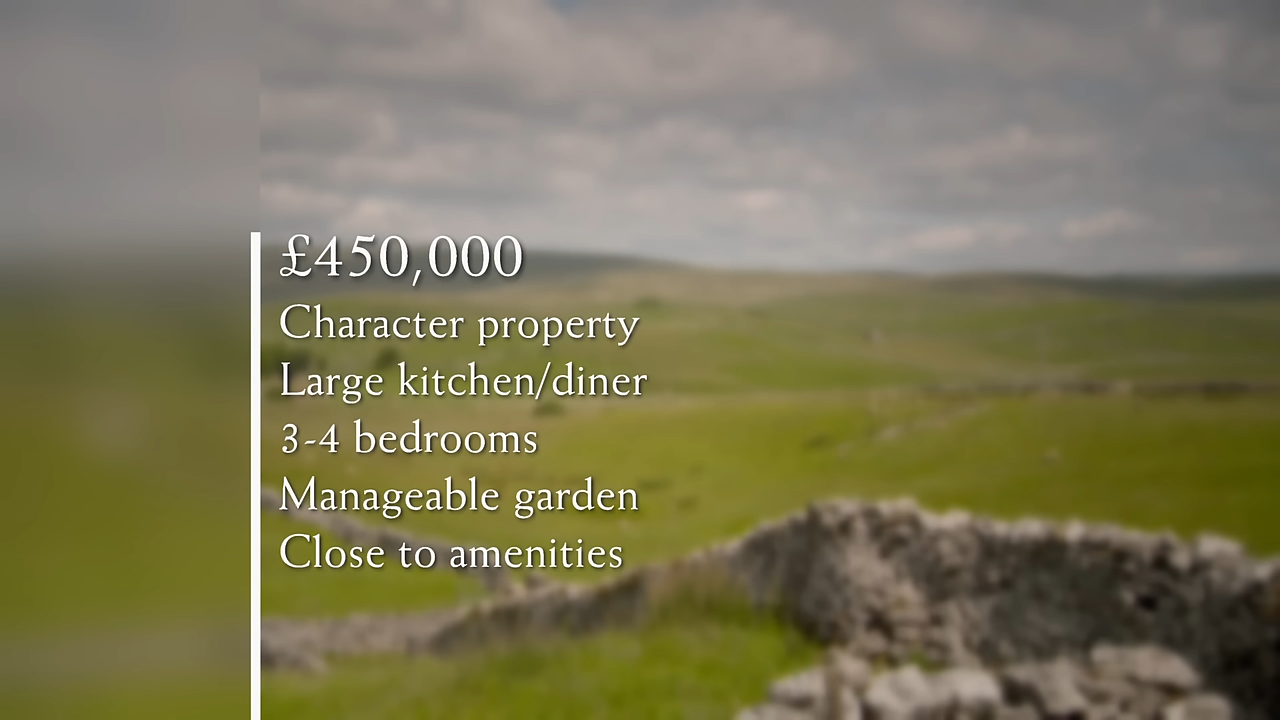 £450,000
Character property
Large kitchen/diner
3-4 bedrooms
Manageable garden
Close to amenities